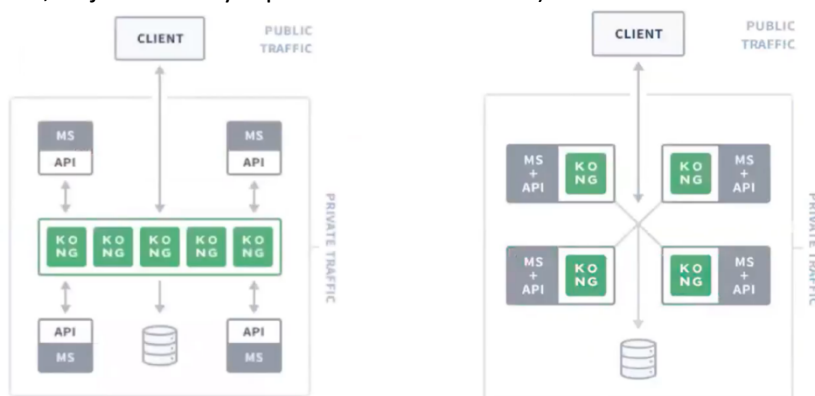 CLIENT
PUBLIC
TRAFFIC
MS
API
MS
API
KO
NG
KO
NG
KO
NG
KO
NG
KO
NG
PRIVATE TRAFFIC
API
MS
API
MS
CLIENT
PUBLIC
TRAFFIC
MS
+
API
KO
NG
KO
NG
MS
+
API
MS
+
API
KO
NG
KO
NG
MS
+
API
PRIVATE TRAFFIC